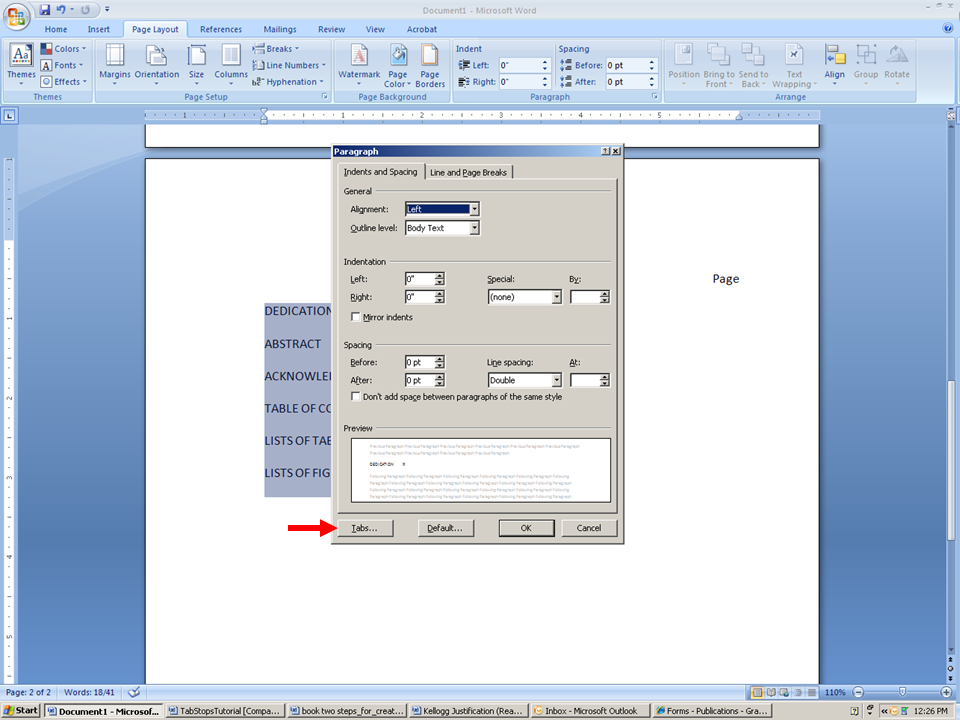 Document1 - Microsoft Word
Home Insert Page Layout References Mailings Review View Acrobat
Themes
Colors
Fonts
Effects
Themes
Margins Orientation Size Columns
Breaks
Line Numbers
Hyphenation
Page Setup
Watermark Page Color Page Borders
Page Background
Indent
Left: 0"
Right: 0"
Spacing
Before: 0 pt
After: 0 pt
Paragraph
Position Bring to Front Send to Back Text Wrapping Align Group Rotate
Arrange
1 1 2 3 4 5
Paragraph
Indents and Spacing Line and Page Breaks
General
Alignment: Left
Outline level: Body Text
Indentation
Left: 0" Special: By:
Right: 0" (none)
Mirror indents
Spacing
Before: 0 pt Line spacing: At:
After: 0 pt Double
Don't add space between paragraphs of the same style
Preview
DEDICATION
Tabs... Default... OK Cancel
Page
DEDICATION
ABSTRACT
ACKNOWLE
TABLE OF CO
LISTS OF TAB
LISTS OF FIG
Page: 2 of 2 Words: 18/41 110%
Start Document1 - Microsof... TabStopsTutorial [Compa... book two steps_for_creat... Kellogg Justification (Rea... Inbox - Microsoft Outlook Forms - Publications - Gra... 12:26 PM